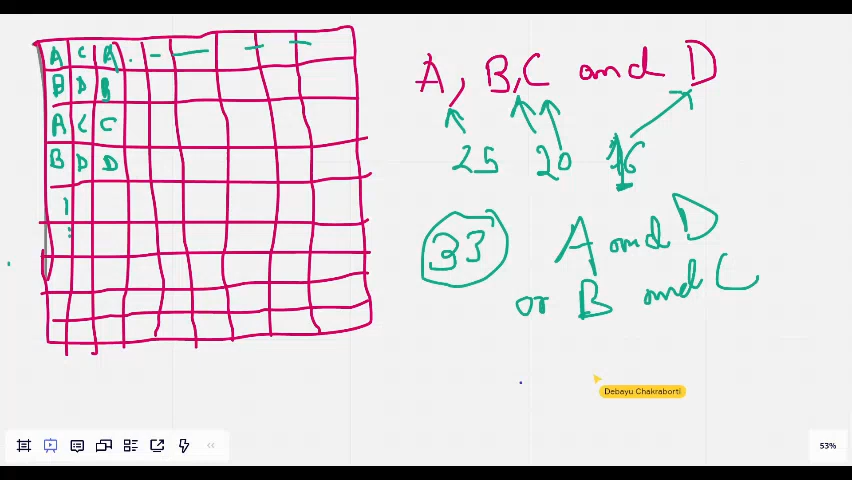 A C A . - — + +
B D B
A C C
B D D
A, B, C and D
25 20 16
33 A and D
or B and C
Debayu Chakraborti
53%